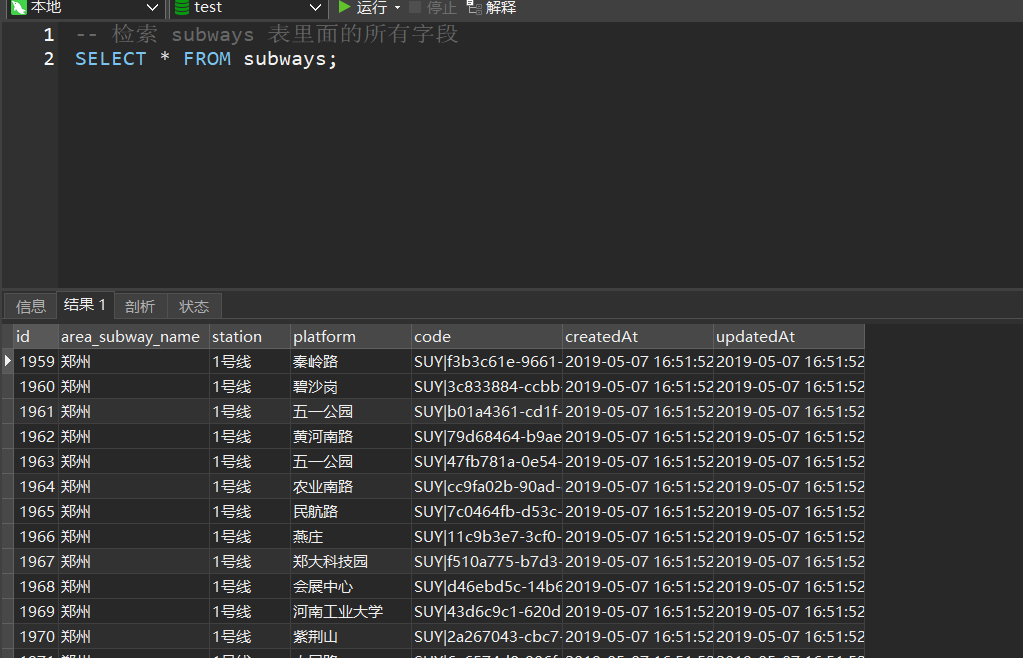 本地 test 运行 停止 解释
1 -- 检索 subways 表里面的所有字段
2 SELECT * FROM subways;
信息 结果 1 剖析 状态
id area_subway_name station platform code createdAt updatedAt
1959 郑州 1号线 秦岭路 SUY|f3b3c61e-9661- 2019-05-07 16:51:52 2019-05-07 16:51:52
1960 郑州 1号线 碧沙岗 SUY|3c833884-ccbb- 2019-05-07 16:51:52 2019-05-07 16:51:52
1961 郑州 1号线 五一公园 SUY|b01a4361-cd1f- 2019-05-07 16:51:52 2019-05-07 16:51:52
1962 郑州 1号线 黄河南路 SUY|79d68464-b9ae 2019-05-07 16:51:52 2019-05-07 16:51:52
1963 郑州 1号线 五一公园 SUY|47fb781a-0e54- 2019-05-07 16:51:52 2019-05-07 16:51:52
1964 郑州 1号线 农业南路 SUY|cc9fa02b-90ad- 2019-05-07 16:51:52 2019-05-07 16:51:52
1965 郑州 1号线 民航路 SUY|7c0464fb-d53c- 2019-05-07 16:51:52 2019-05-07 16:51:52
1966 郑州 1号线 燕庄 SUY|11c9b3e7-3cf0- 2019-05-07 16:51:52 2019-05-07 16:51:52
1967 郑州 1号线 郑大科技园 SUY|f510a775-b7d3- 2019-05-07 16:51:52 2019-05-07 16:51:52
1968 郑州 1号线 会展中心 SUY|d46ebd5c-14b6 2019-05-07 16:51:52 2019-05-07 16:51:52
1969 郑州 1号线 河南工业大学 SUY|43d6c9c1-620d 2019-05-07 16:51:52 2019-05-07 16:51:52
1970 郑州 1号线 紫荆山 SUY|2a267043-cbc7- 2019-05-07 16:51:52 2019-05-07 16:51:52